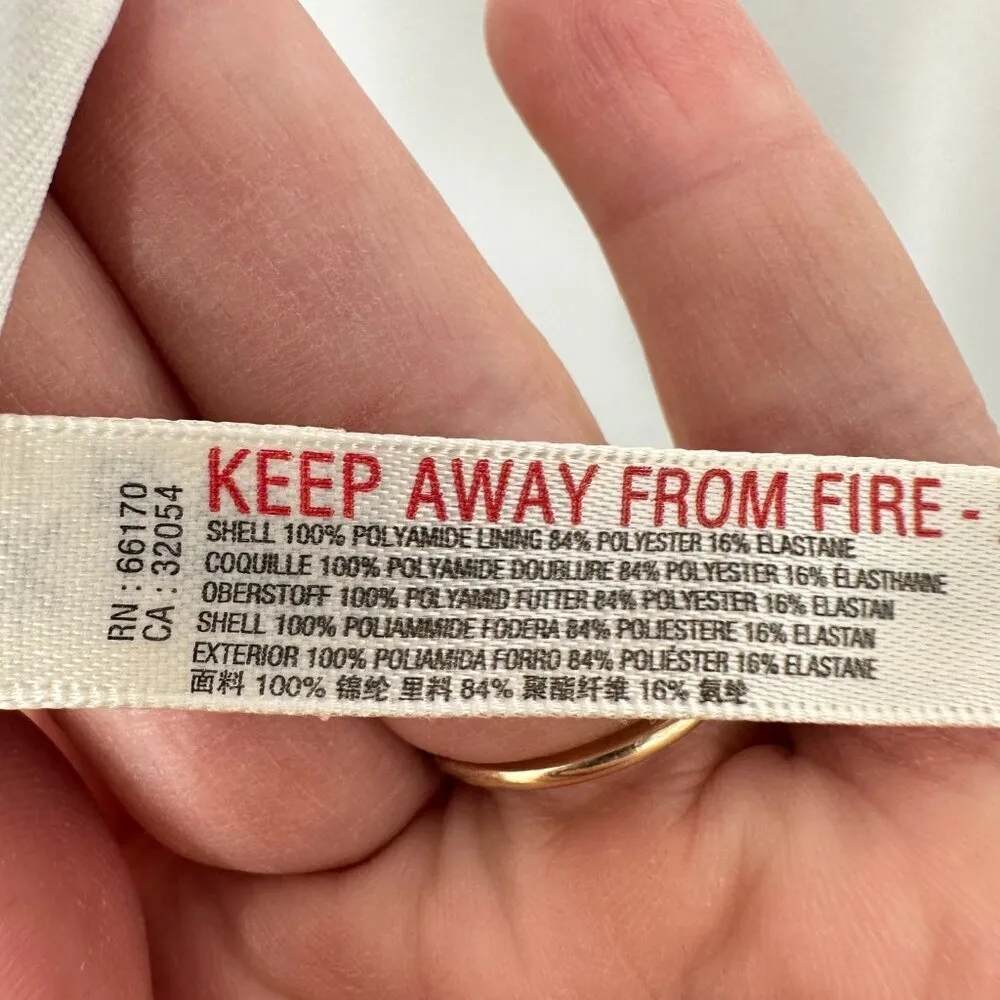 RN : 66170
CA : 32054
KEEP AWAY FROM FIRE -
SHELL 100% POLYAMIDE LINING 84% POLYESTER 16% ELASTANE
COQUILLE 100% POLYAMIDE DOUBLURE 84% POLYESTER 16% ÉLASTHANNE
OBERSTOFF 100% POLYAMID FUTTER 84% POLYESTER 16% ELASTAN
SHELL 100% POLIAMMIDE FODERA 84% POLIESTERE 16% ELASTAN
EXTERIOR 100% POLIAMIDA FORRO 84% POLIÉSTER 16% ELASTANE
面料 100% 锦纶 里料 84% 聚酯纤维 16% 氨纶